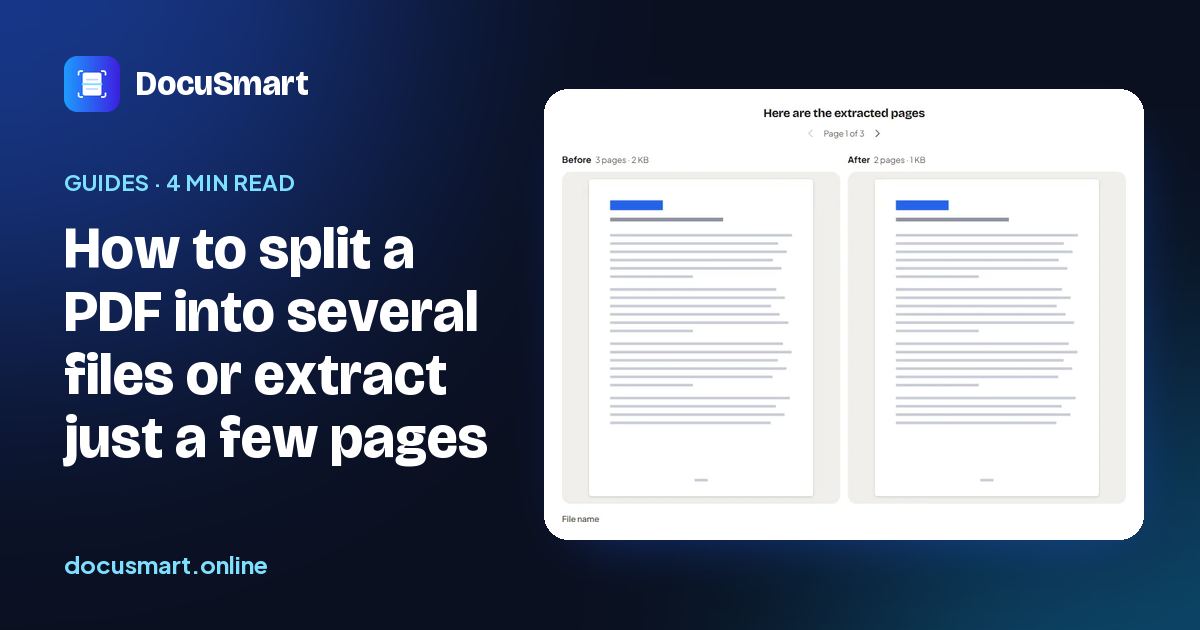 DocuSmart
GUIDES · 4 MIN READ
How to split a
PDF into several
files or extract
just a few pages
docusmart.online
Here are the extracted pages
Page 1 of 3
Before 3 pages · 2 KB
After 2 pages · 1 KB
File name